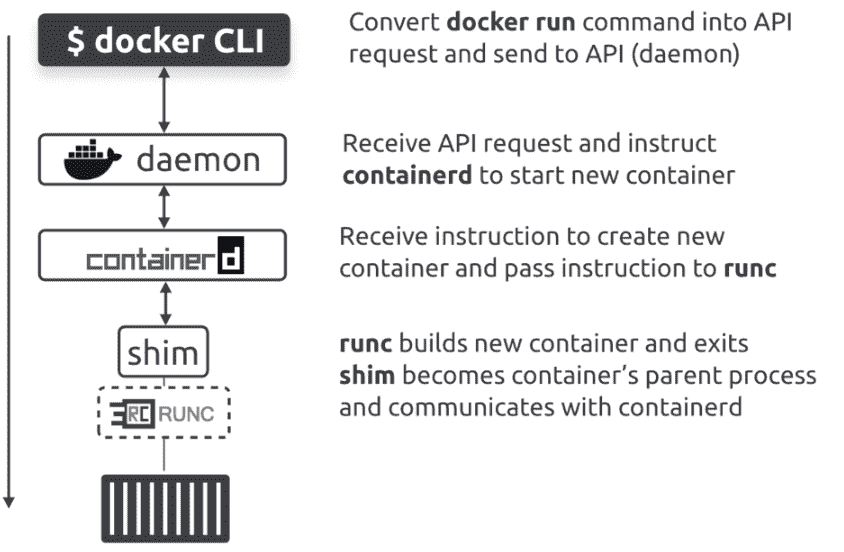 $ docker CLI
Convert docker run command into API
request and send to API (daemon)
daemon
Receive API request and instruct
containerd to start new container
containerd
Receive instruction to create new
container and pass instruction to runc
shim
runc builds new container and exits
shim becomes container’s parent process
and communicates with containerd
RC RUNC